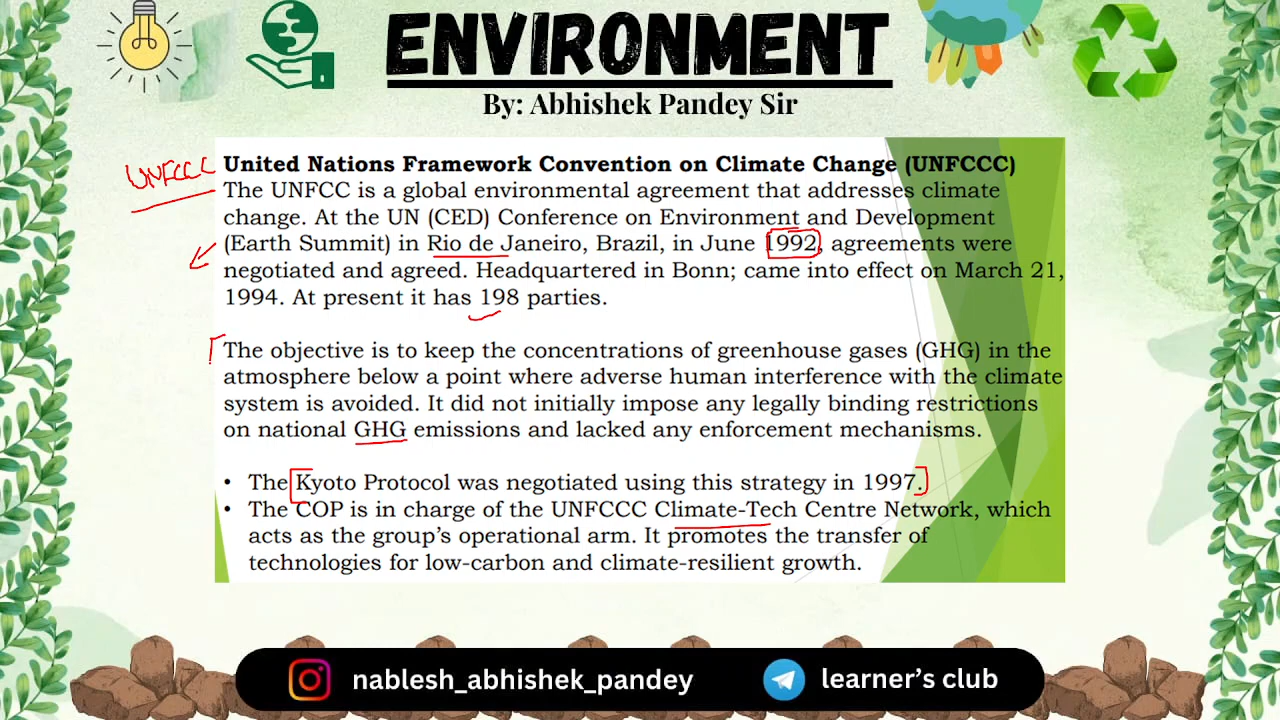 ENVIRONMENT
By: Abhishek Pandey Sir
UNFCCC
United Nations Framework Convention on Climate Change (UNFCCC)
The UNFCC is a global environmental agreement that addresses climate
change. At the UN (CED) Conference on Environment and Development
(Earth Summit) in Rio de Janeiro, Brazil, in June 1992, agreements were
negotiated and agreed. Headquartered in Bonn; came into effect on March 21,
1994. At present it has 198 parties.
The objective is to keep the concentrations of greenhouse gases (GHG) in the
atmosphere below a point where adverse human interference with the climate
system is avoided. It did not initially impose any legally binding restrictions
on national GHG emissions and lacked any enforcement mechanisms.
• The Kyoto Protocol was negotiated using this strategy in 1997.
• The COP is in charge of the UNFCCC Climate-Tech Centre Network, which
acts as the group's operational arm. It promotes the transfer of
technologies for low-carbon and climate-resilient growth.
nablesh_abhishek_pandey
learner's club